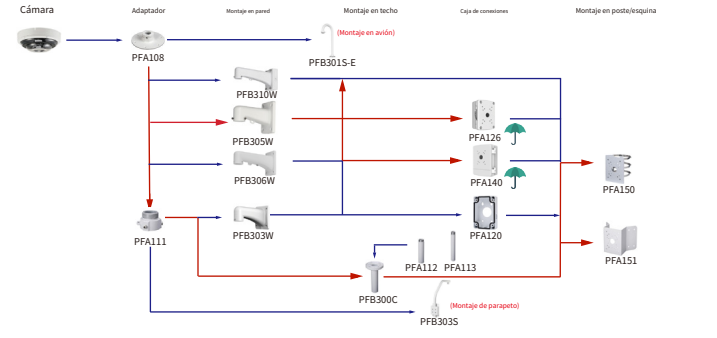 Cámara
Adaptador
Montaje en pared
Montaje en techo
Caja de conexiones
Montaje en poste/esquina
(Montaje en avión)
PFA108
PFB301S-E
PFB310W
PFB305W
PFA126
PFB306W
PFA140
PFA150
PFA111
PFB303W
PFA120
PFA112
PFA113
PFA151
PFB300C
(Montaje de parapeto)
PFB303S